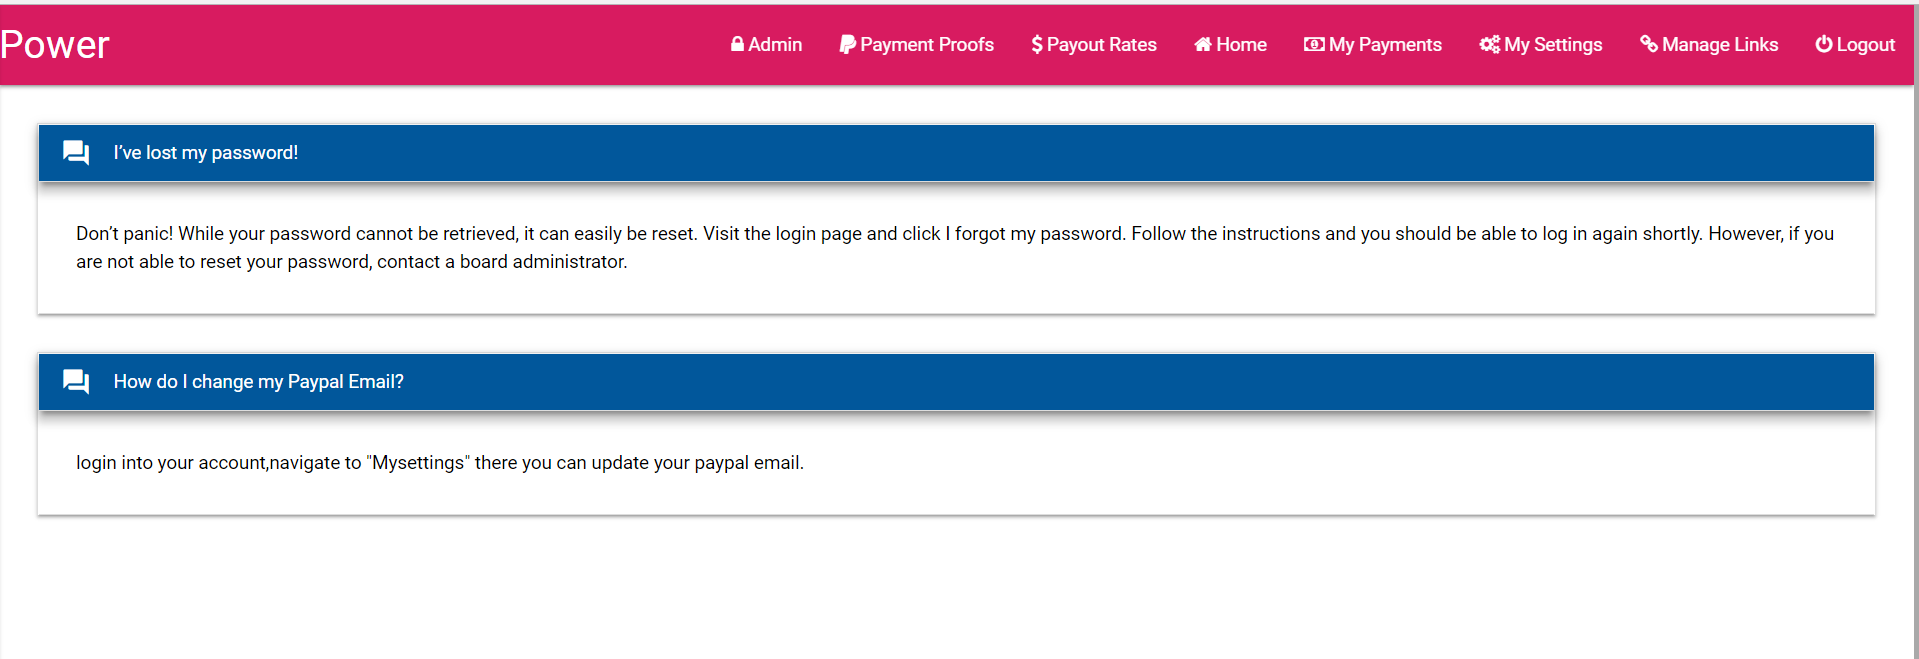 Power
Admin
Payment Proofs
Payout Rates
Home
My Payments
My Settings
Manage Links
Logout
I’ve lost my password!
Don’t panic! While your password cannot be retrieved, it can easily be reset. Visit the login page and click I forgot my password. Follow the instructions and you should be able to log in again shortly. However, if you
are not able to reset your password, contact a board administrator.
How do I change my Paypal Email?
login into your account,navigate to "Mysettings" there you can update your paypal email.